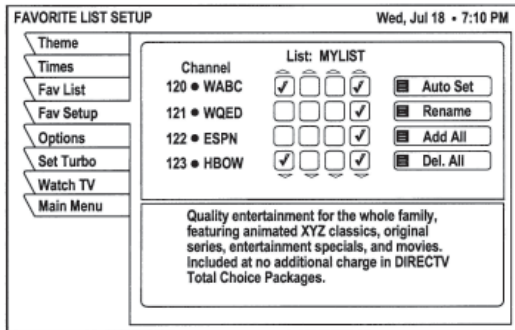 FAVORITE LIST SETUP
Wed, Jul 18 • 7:10 PM
Theme
Times
Fav List
Fav Setup
Options
Set Turbo
Watch TV
Main Menu
List: MYLIST
Channel
120 • WABC
121 • WQED
122 • ESPN
123 • HBOW
Auto Set
Rename
Add All
Del. All
Quality entertainment for the whole family,
featuring animated XYZ classics, original
series, entertainment specials, and movies.
Included at no additional charge in DIRECTV
Total Choice Packages.